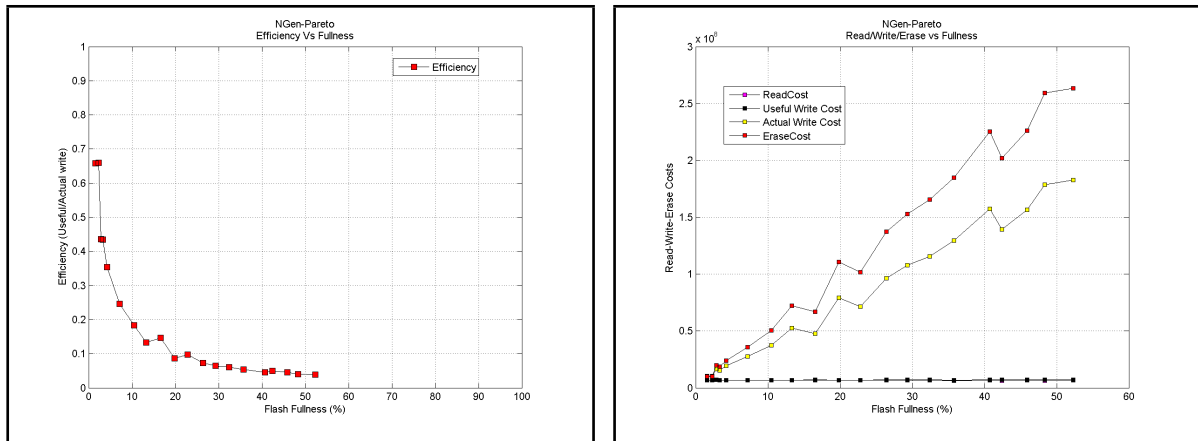 NGen-Pareto
Efficiency Vs Fullness
1
0.9
0.8
0.7
0.6
0.5
0.4
0.3
0.2
0.1
0
Efficiency (Useful/Actual write)
Efficiency
0 10 20 30 40 50 60 70 80 90 100
Flash Fullness (%)
NGen-Pareto
Read/Write/Erase vs Fullness
3 x 10^8
2.5
2
1.5
1
0.5
0
Read-Write-Erase Costs
ReadCost
Useful Write Cost
Actual Write Cost
EraseCost
0 10 20 30 40 50 60
Flash Fullness (%)